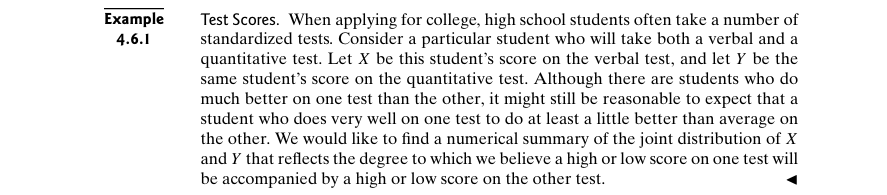 Example Test Scores. When applying for college, high school students often take a number of
4.6.1 standardized tests. Consider a particular student who will take both a verbal and a
quantitative test. Let X be this student’s score on the verbal test, and let Y be the
same student’s score on the quantitative test. Although there are students who do
much better on one test than the other, it might still be reasonable to expect that a
student who does very well on one test to do at least a little better than average on
the other. We would like to find a numerical summary of the joint distribution of X
and Y that reflects the degree to which we believe a high or low score on one test will
be accompanied by a high or low score on the other test. ◄